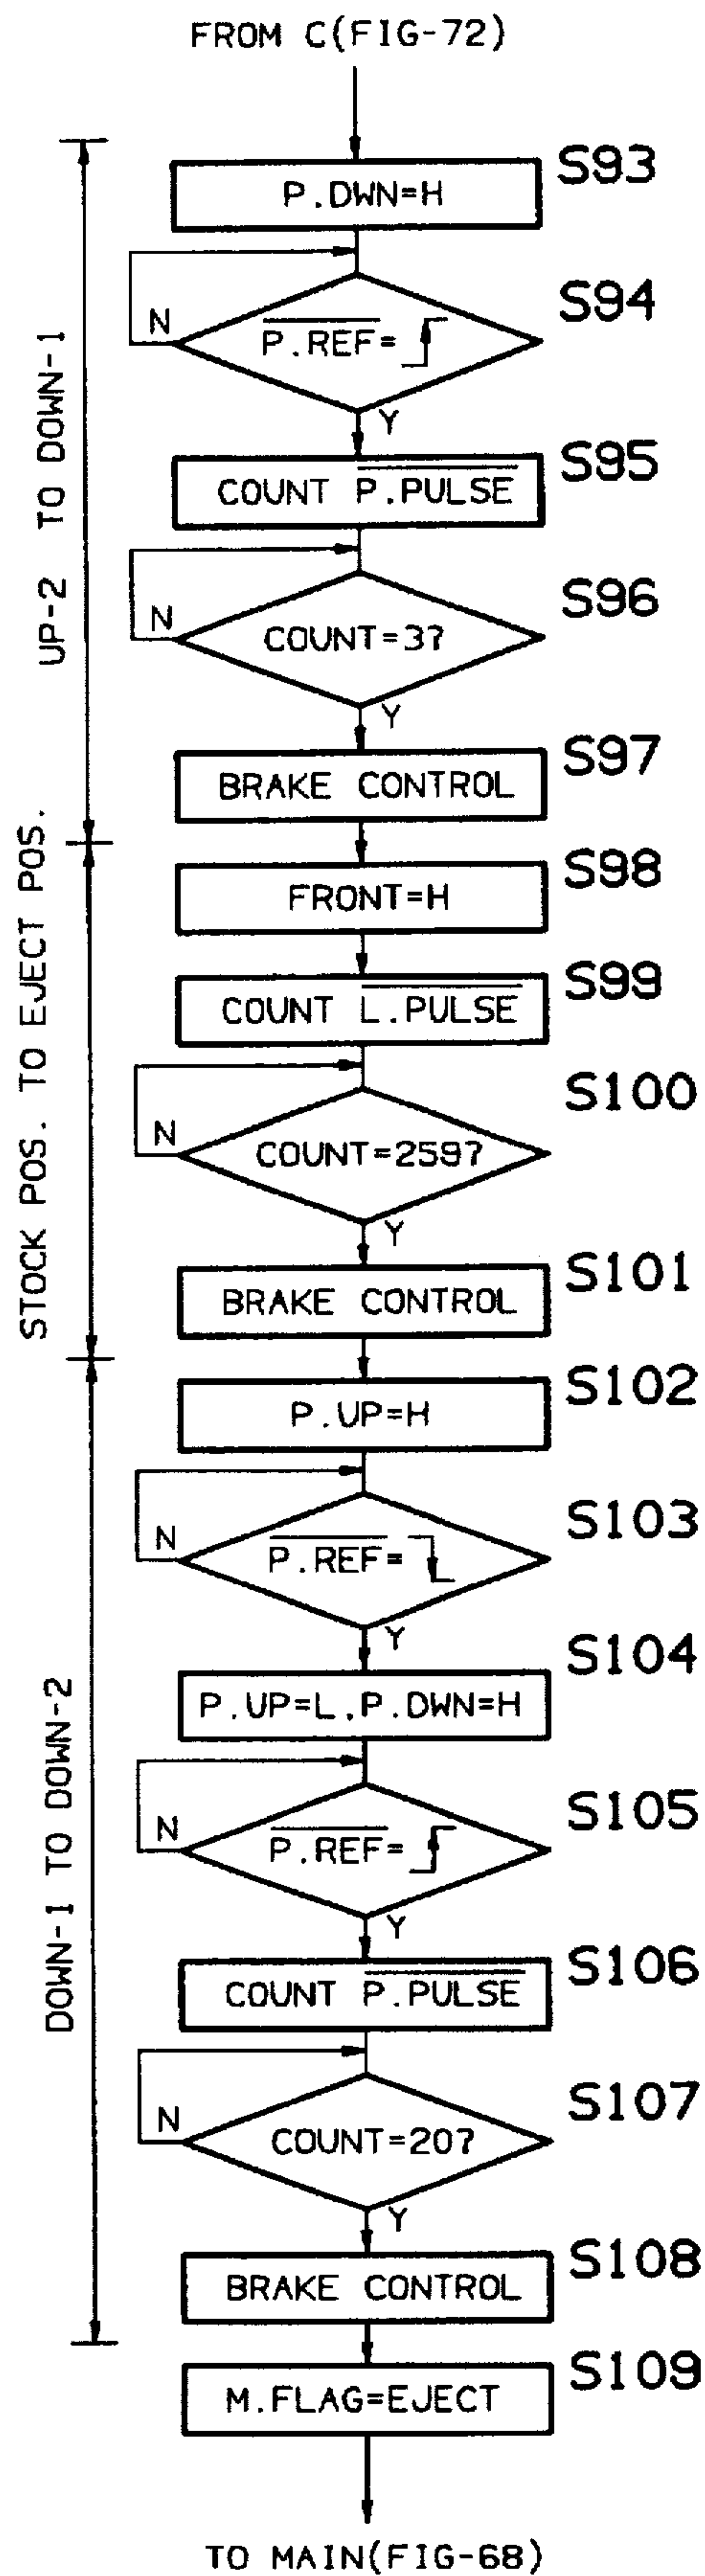 FROM C(FIG-72)
S93
P.DWN=H
S94
N
P.REF=
Y
UP-2 TO DOWN-1
S95
COUNT P.PULSE
S96
N
COUNT=3?
Y
S97
BRAKE CONTROL
STOCK POS. TO EJECT POS.
S98
FRONT=H
S99
COUNT L.PULSE
S100
N
COUNT=259?
Y
S101
BRAKE CONTROL
S102
P.UP=H
S103
N
P.REF=
Y
DOWN-1 TO DOWN-2
S104
P.UP=L,P.DWN=H
S105
N
P.REF=
Y
S106
COUNT P.PULSE
S107
N
COUNT=20?
Y
S108
BRAKE CONTROL
S109
M.FLAG=EJECT
TO MAIN(FIG-68)